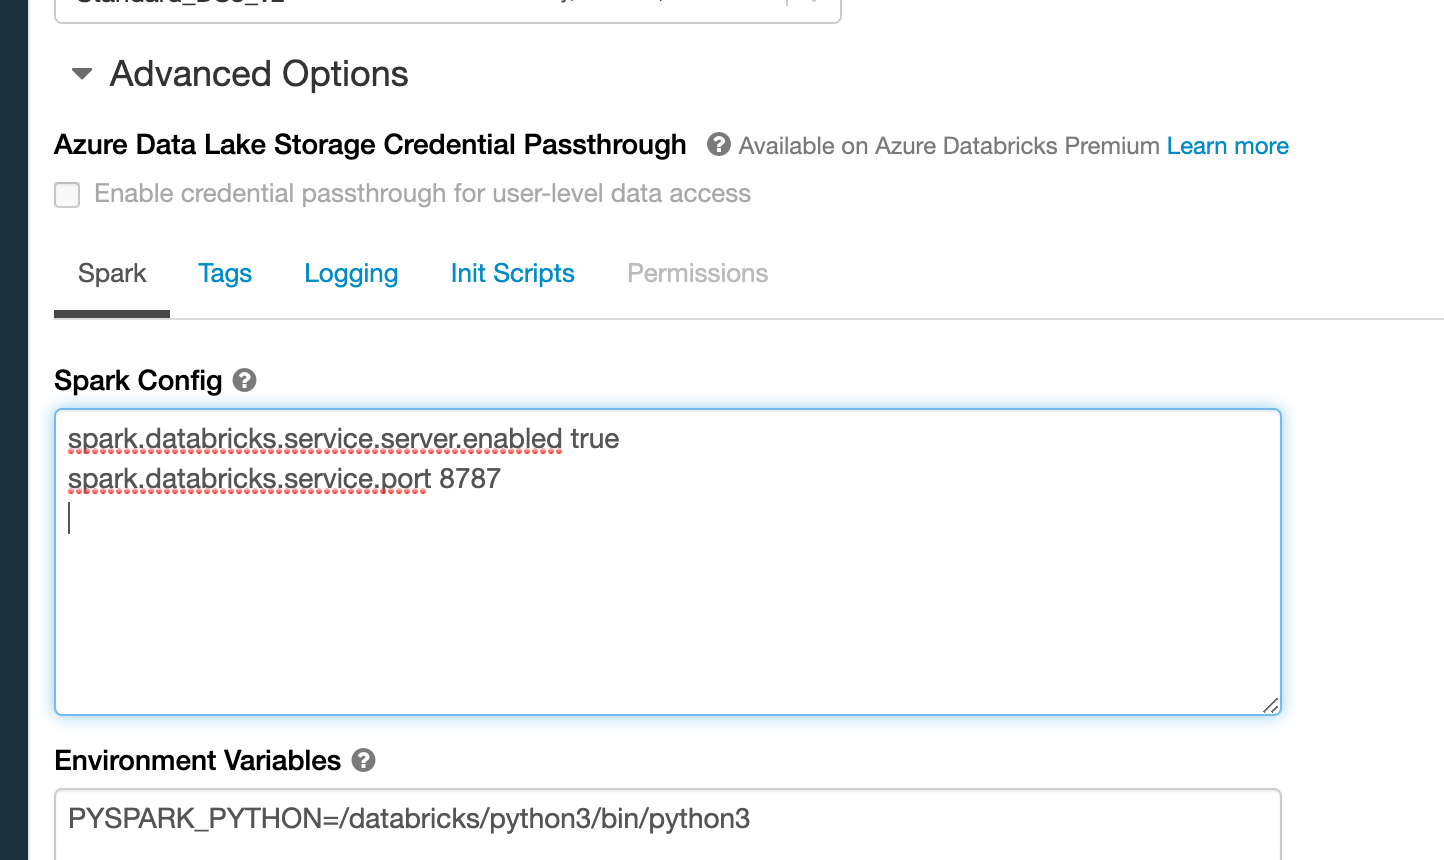 Advanced Options
Azure Data Lake Storage Credential Passthrough ? Available on Azure Databricks Premium Learn more
Enable credential passthrough for user-level data access
Spark Tags Logging Init Scripts Permissions
Spark Config ?
spark.databricks.service.server.enabled true
spark.databricks.service.port 8787
Environment Variables ?
PYSPARK_PYTHON=/databricks/python3/bin/python3